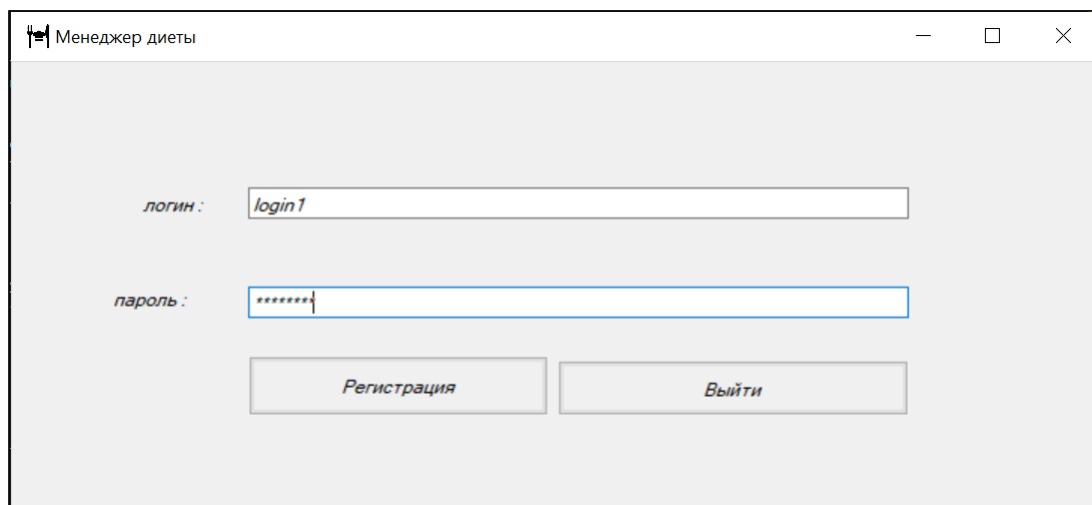 Менеджер диеты
логин :
login1
пароль :
********
Регистрация
Выйти